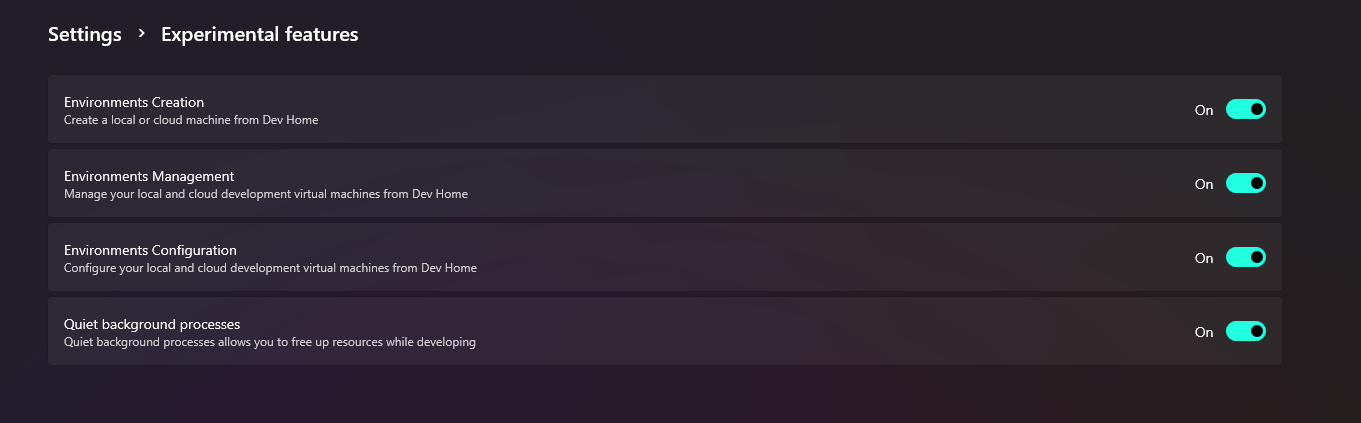 Settings > Experimental features
Environments Creation
Create a local or cloud machine from Dev Home
On
Environments Management
Manage your local and cloud development virtual machines from Dev Home
On
Environments Configuration
Configure your local and cloud development virtual machines from Dev Home
On
Quiet background processes
Quiet background processes allows you to free up resources while developing
On